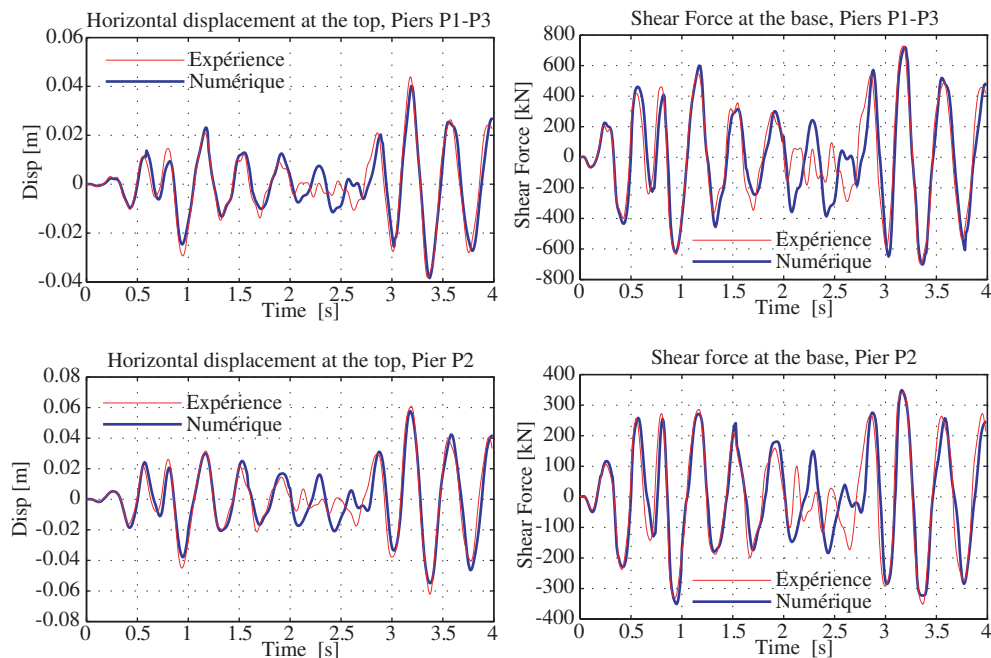 Horizontal displacement at the top, Piers P1-P3
0.06
0.04
0.02
0
-0.02
-0.04
Disp [m]
Expérience
Numérique
0 0.5 1 1.5 2 2.5 3 3.5 4
Time [s]
Shear Force at the base, Piers P1-P3
800
600
400
200
0
-200
-400
-600
-800
Shear Force [kN]
Expérience
Numérique
0 0.5 1 1.5 2 2.5 3 3.5 4
Time [s]
Horizontal displacement at the top, Pier P2
0.08
0.06
0.04
0.02
0
-0.02
-0.04
-0.06
-0.08
Disp [m]
Expérience
Numérique
0 0.5 1 1.5 2 2.5 3 3.5 4
Time [s]
Shear force at the base, Pier P2
400
300
200
100
0
-100
-200
-300
-400
Shear Force [kN]
Expérience
Numérique
0 0.5 1 1.5 2 2.5 3 3.5 4
Time [s]